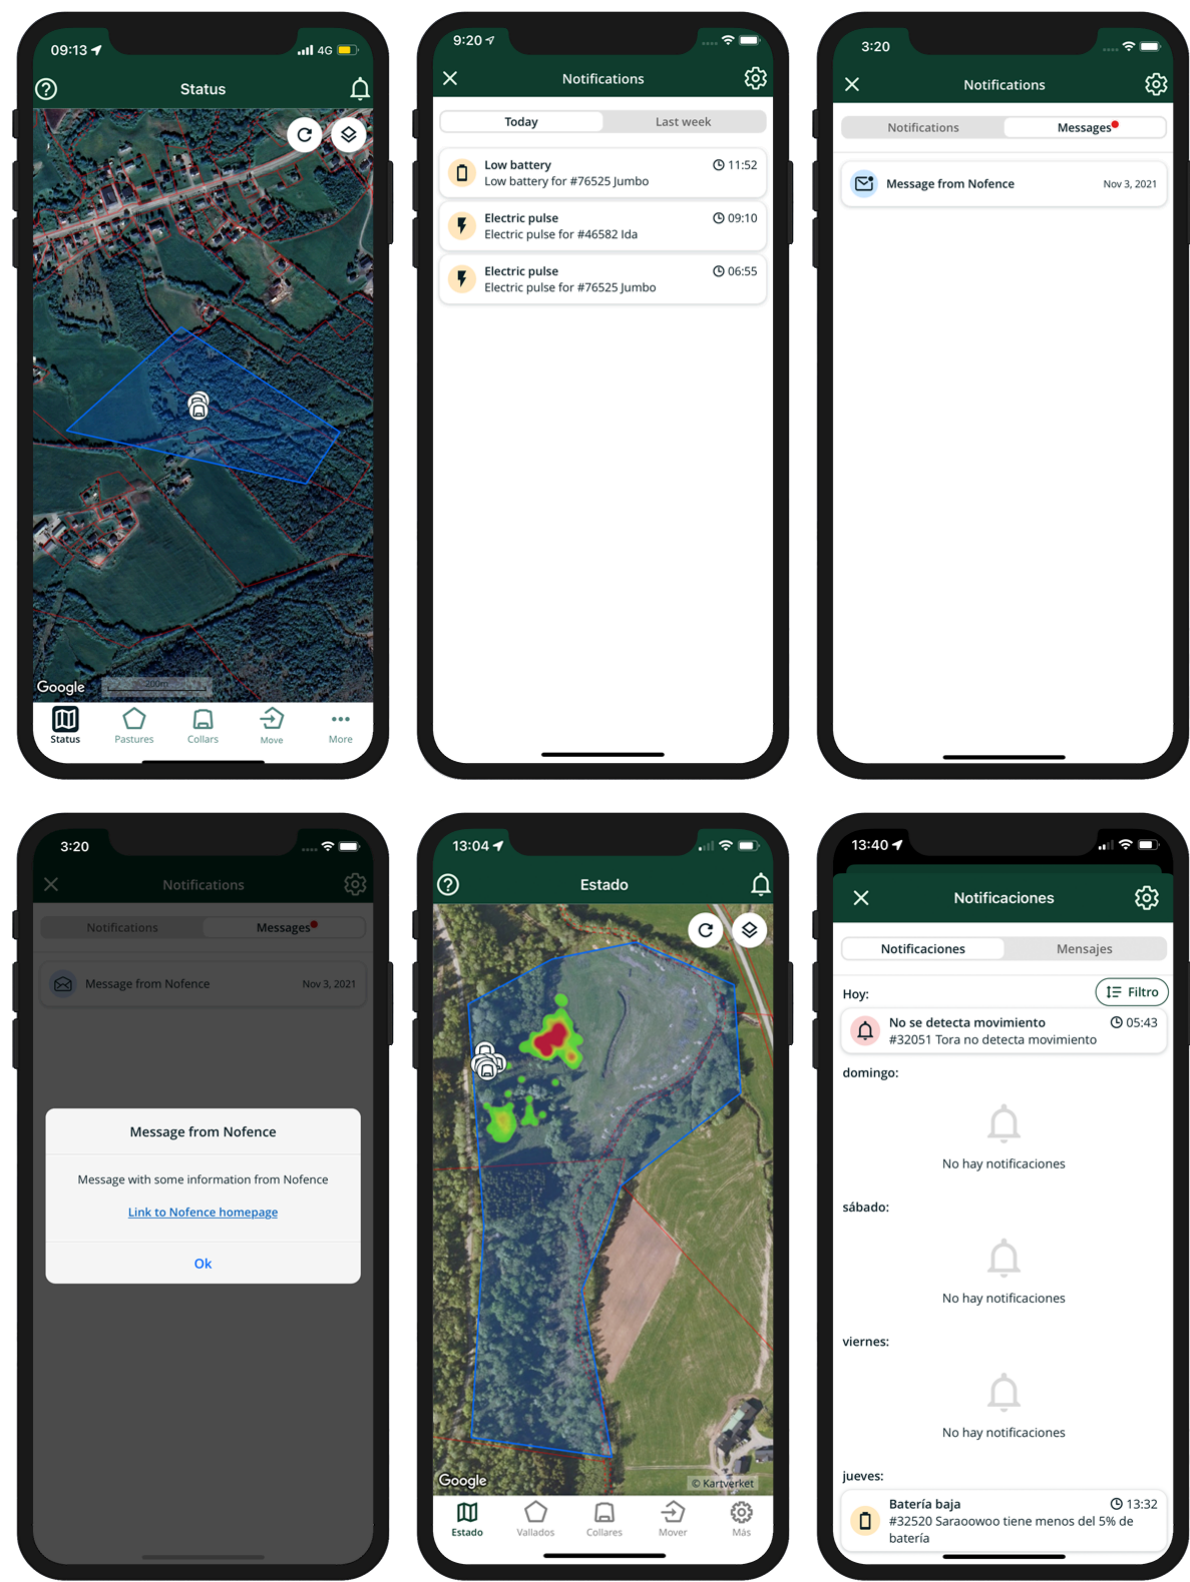 09:13
4G
Status
Google
200m
Status
Pastures
Collars
Move
More
9:20
Notifications
Today
Last week
Low battery
11:52
Low battery for #76525 Jumbo
Electric pulse
09:10
Electric pulse for #46582 Ida
Electric pulse
06:55
Electric pulse for #76525 Jumbo
3:20
Notifications
Notifications
Messages
Message from Nofence
Nov 3, 2021
3:20
Notifications
Notifications
Messages
Message from Nofence
Nov 3, 2021
Message from Nofence
Message with some information from Nofence
Link to Nofence homepage
Ok
13:04
Estado
Google
© Kartverket
Estado
Vallados
Collares
Mover
Más
13:40
Notificaciones
Notificaciones
Mensajes
Hoy:
Filtro
No se detecta movimiento
05:43
#32051 Tora no detecta movimiento
domingo:
No hay notificaciones
sábado:
No hay notificaciones
viernes:
No hay notificaciones
jueves:
Batería baja
13:32
#32520 Saraoowoo tiene menos del 5% de
batería